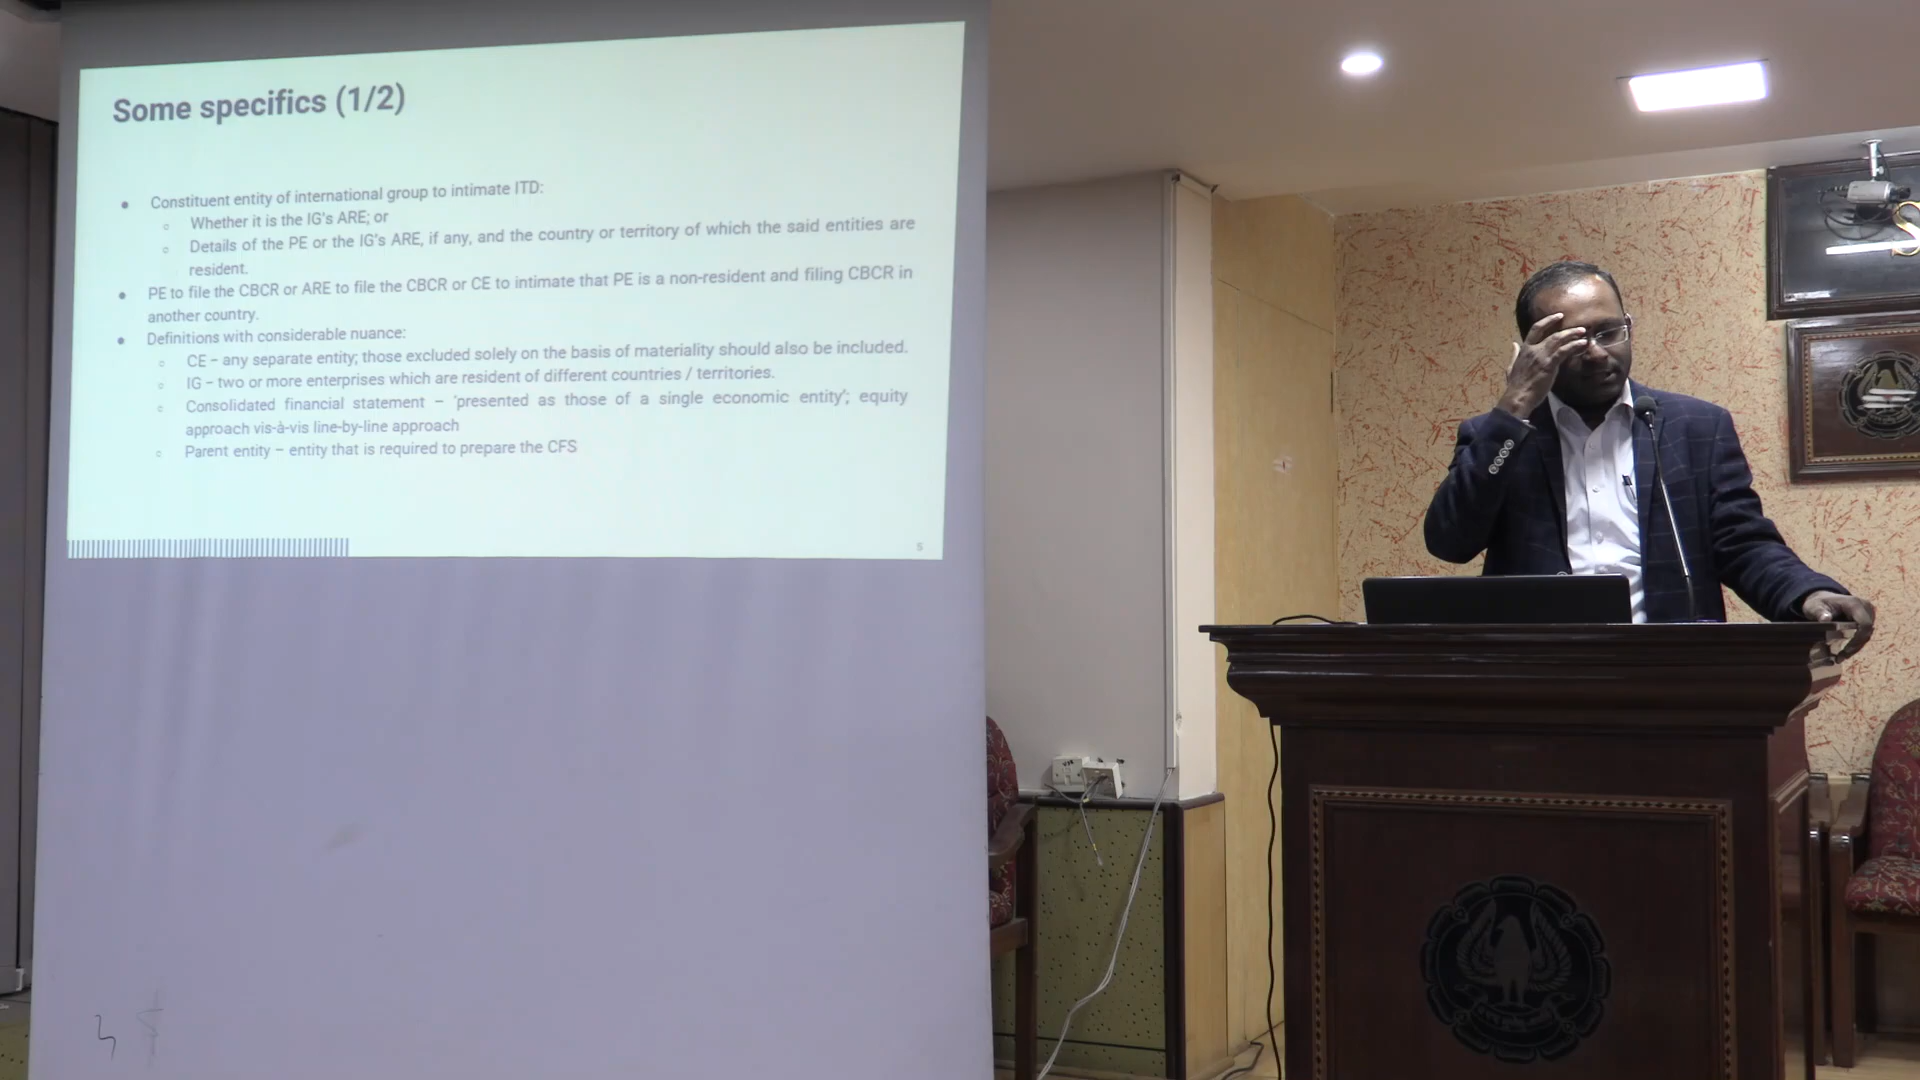 Some specifics (1/2)
● Constituent entity of international group to intimate ITD:
○ Whether it is the IG's ARE; or
○ Details of the PE or the IG's ARE, if any, and the country or territory of which the said entities are
resident.
● PE to file the CBCR or ARE to file the CBCR or CE to intimate that PE is a non-resident and filing CBCR in
another country.
● Definitions with considerable nuance:
○ CE – any separate entity; those excluded solely on the basis of materiality should also be included.
○ IG – two or more enterprises which are resident of different countries / territories.
○ Consolidated financial statement – 'presented as those of a single economic entity'; equity
approach vis-à-vis line-by-line approach
○ Parent entity – entity that is required to prepare the CFS
5